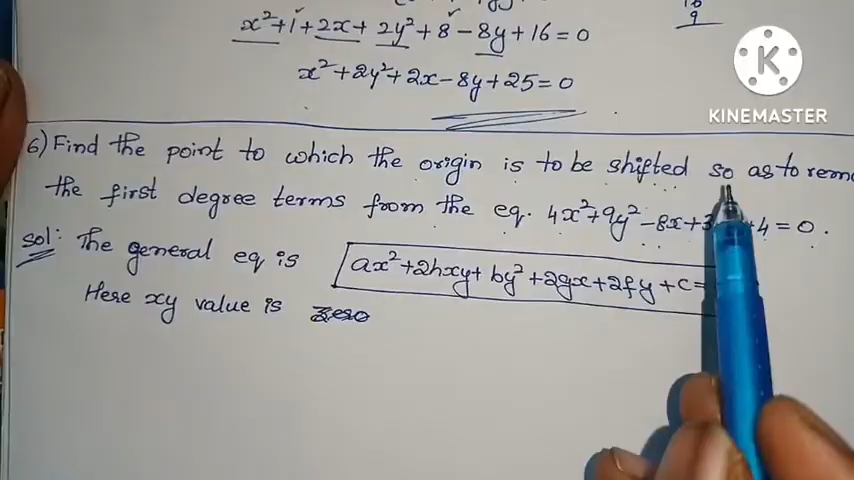 x² + 1 + 2x + 2y² + 8 - 8y + 16 = 0
9
x² + 2y² + 2x - 8y + 25 = 0
K
KINEMASTER
6) Find the point to which the origin is to be shifted so as to remo
the first degree terms from the eq. 4x² + 9y² - 8x + 3 +4 = 0.
sol: The general eq is ax² + 2hxy + by² + 2gx + 2fy + c =
Here xy value is zero